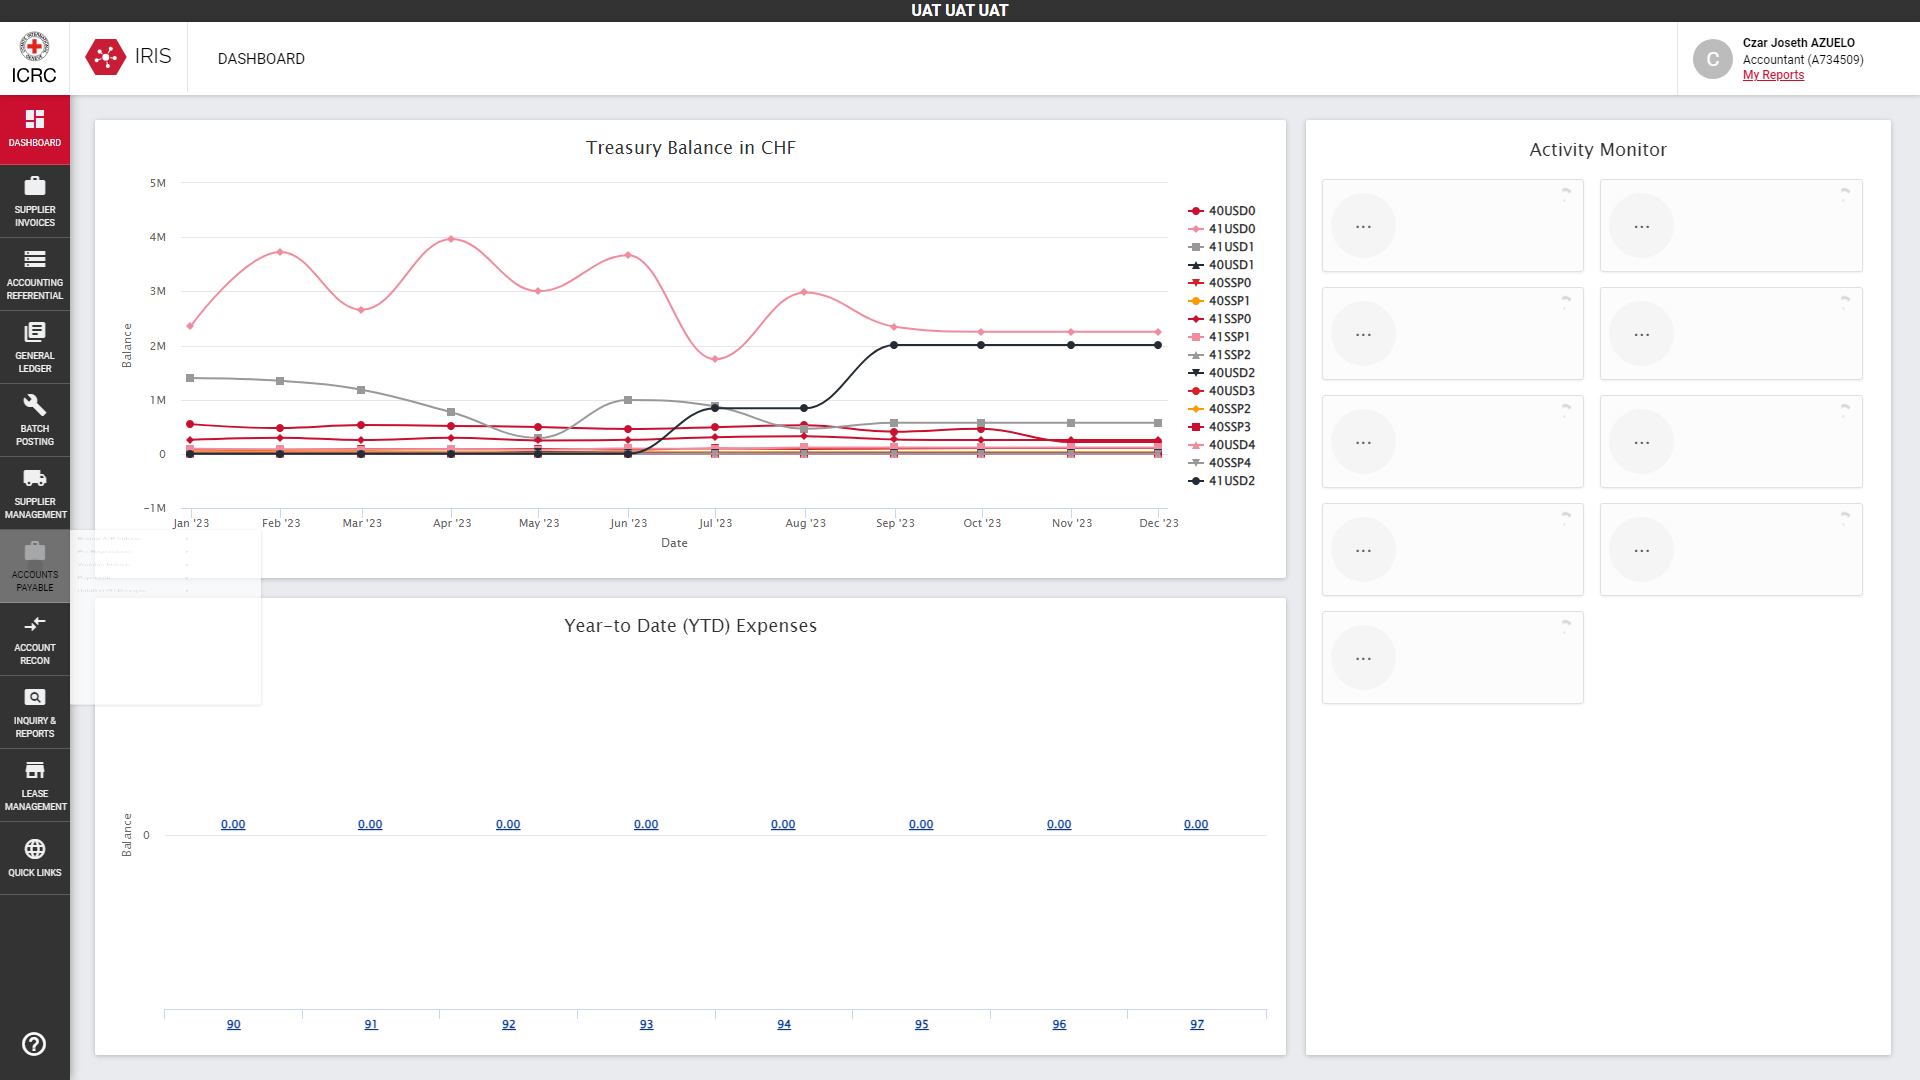 UAT UAT UAT
ICRC
IRIS
DASHBOARD
Czar Joseth AZUELO
Accountant (A734509)
My Reports
DASHBOARD
SUPPLIER
INVOICES
ACCOUNTING
REFERENTIAL
GENERAL
LEDGER
BATCH
POSTING
SUPPLIER
MANAGEMENT
ACCOUNTS
PAYABLE
ACCOUNT
RECON
INQUIRY &
REPORTS
LEASE
MANAGEMENT
QUICK LINKS
Treasury Balance in CHF
5M
4M
3M
2M
1M
0
−1M
Balance
Jan '23
Feb '23
Mar '23
Apr '23
May '23
Jun '23
Jul '23
Aug '23
Sep '23
Oct '23
Nov '23
Dec '23
Date
40USD0
41USD0
41USD1
40USD1
40SSP0
40SSP1
41SSP0
41SSP1
41SSP2
40USD2
40USD3
40SSP2
40SSP3
40USD4
40SSP4
41USD2
Year−to Date (YTD) Expenses
Balance
0
0.00
0.00
0.00
0.00
0.00
0.00
0.00
0.00
90
91
92
93
94
95
96
97
Activity Monitor
...
...
...
...
...
...
...
...
...